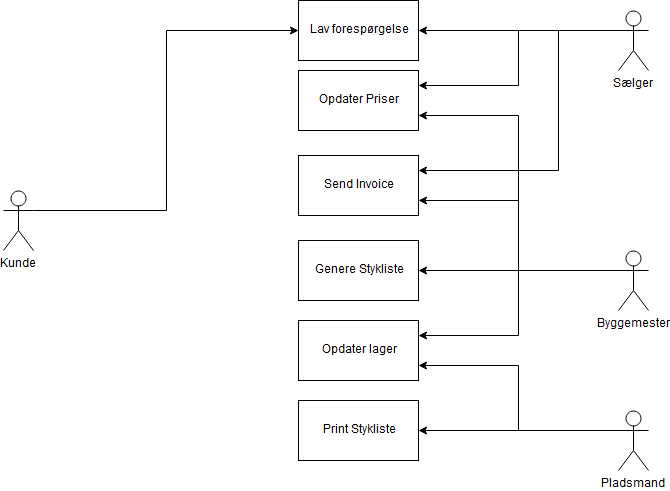 Lav forespørgelse
Sælger
Opdater Priser
Send Invoice
Kunde
Genere Stykliste
Byggemester
Opdater lager
Print Stykliste
Pladsmand